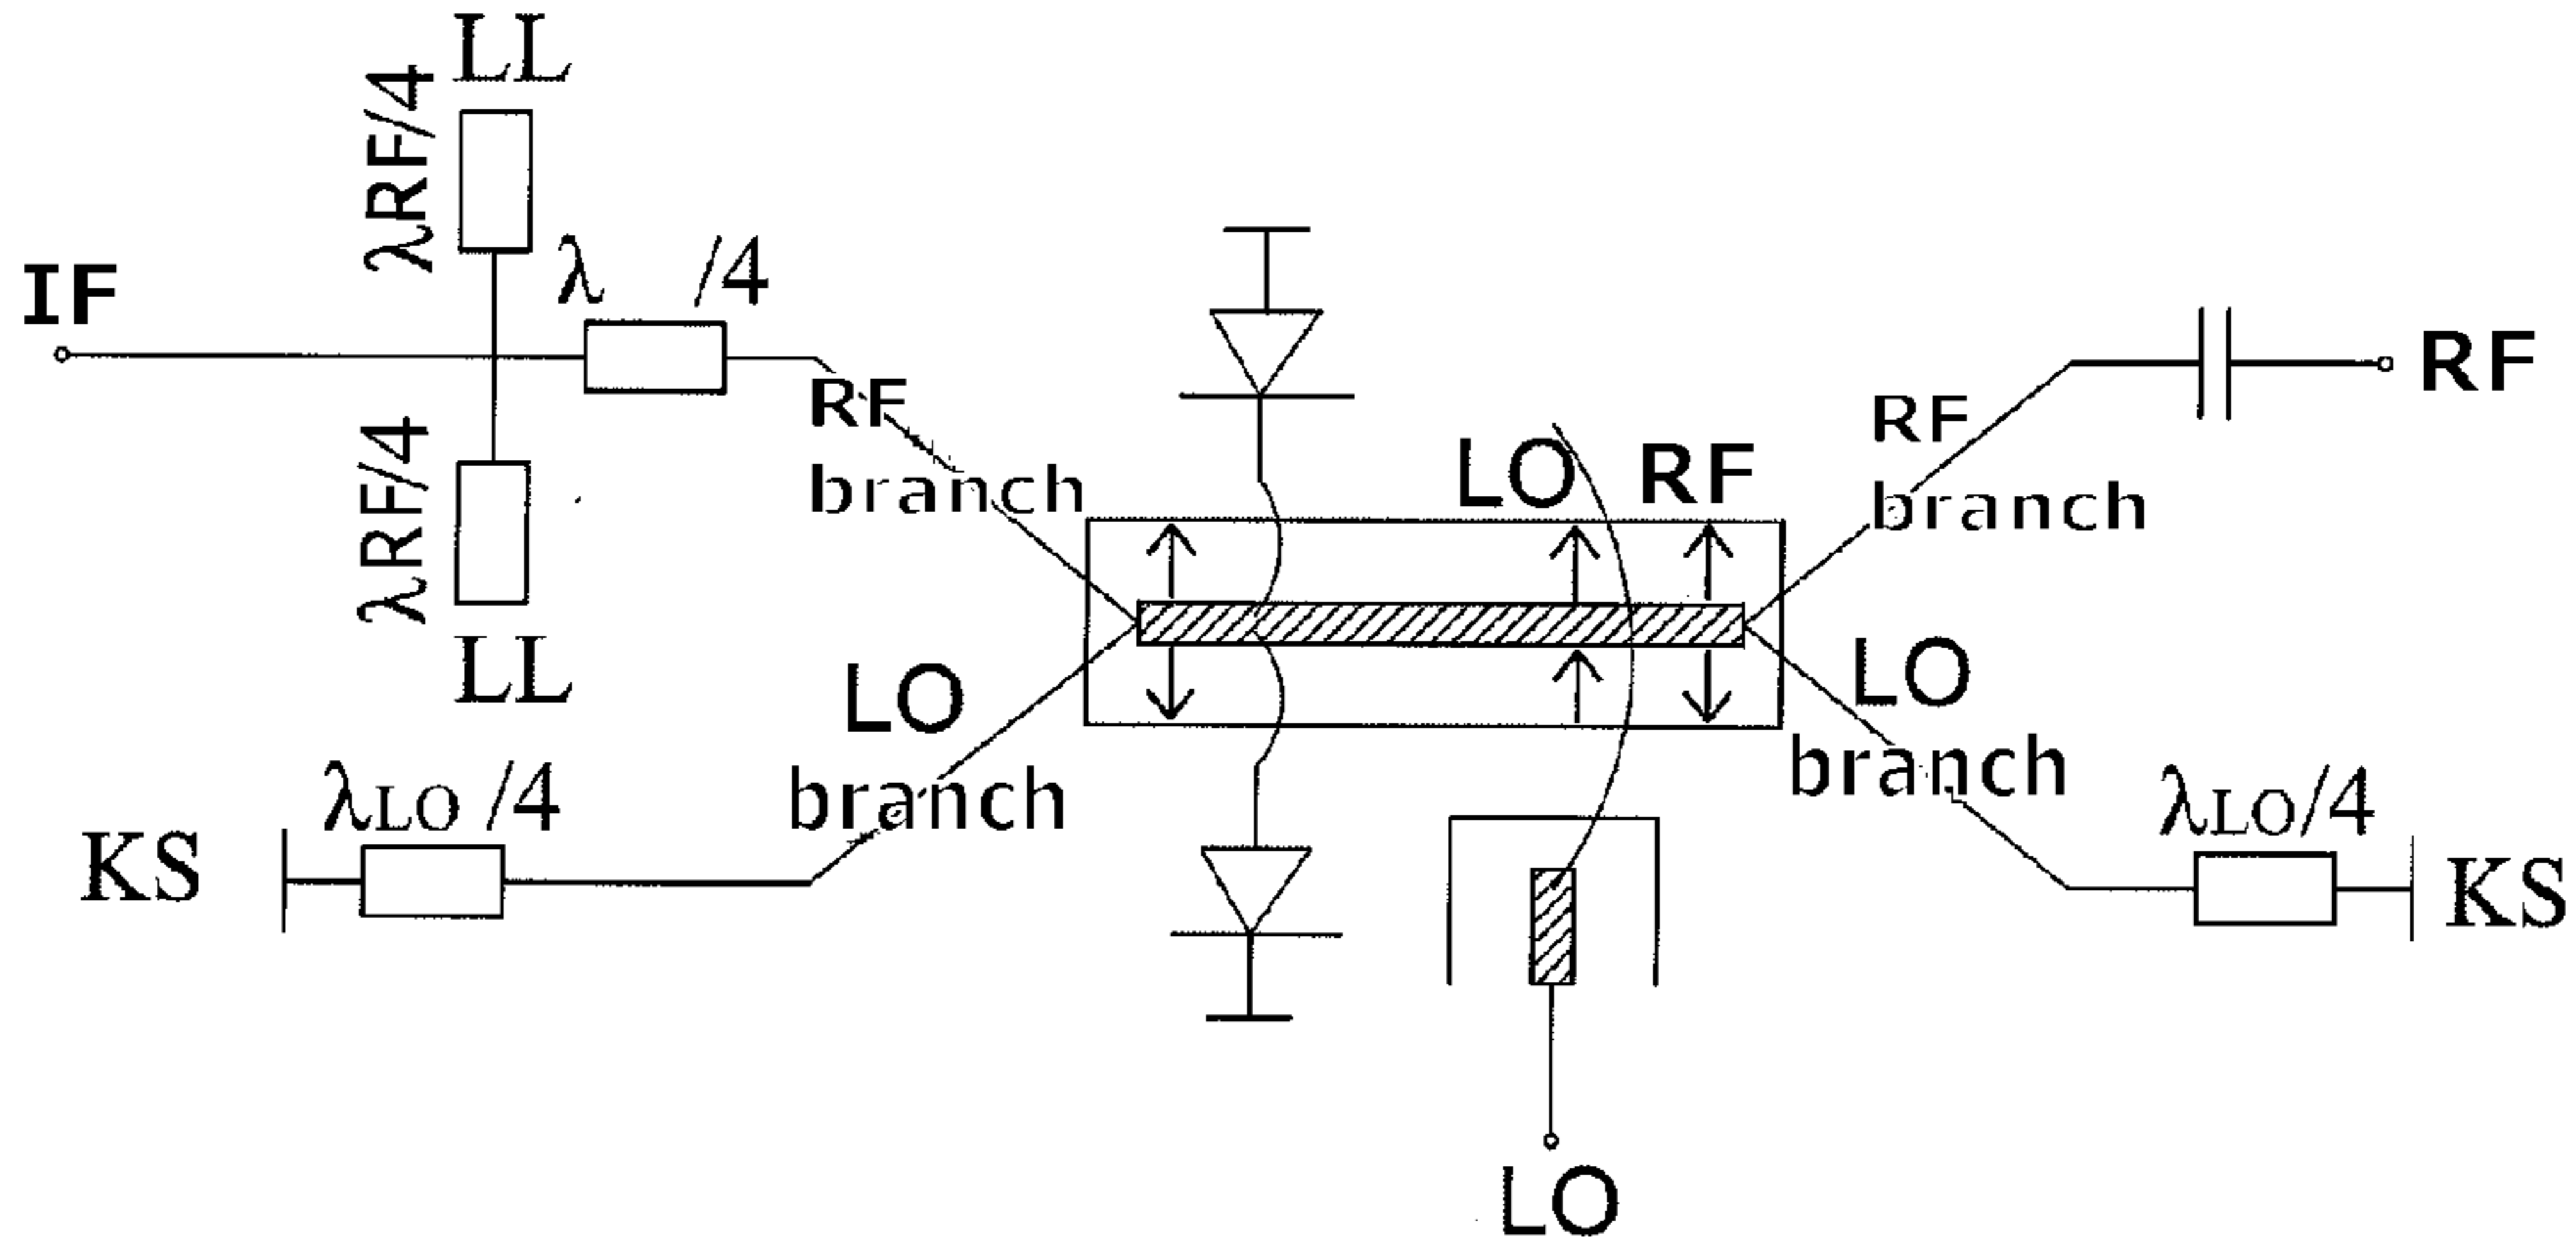 LL
λRF/4
IF
λ /4
RF
branch
LO
RF
RF
branch
RF
λRF/4
LL
LO
branch
LO
branch
KS
λLO /4
λLO/4
KS
LO